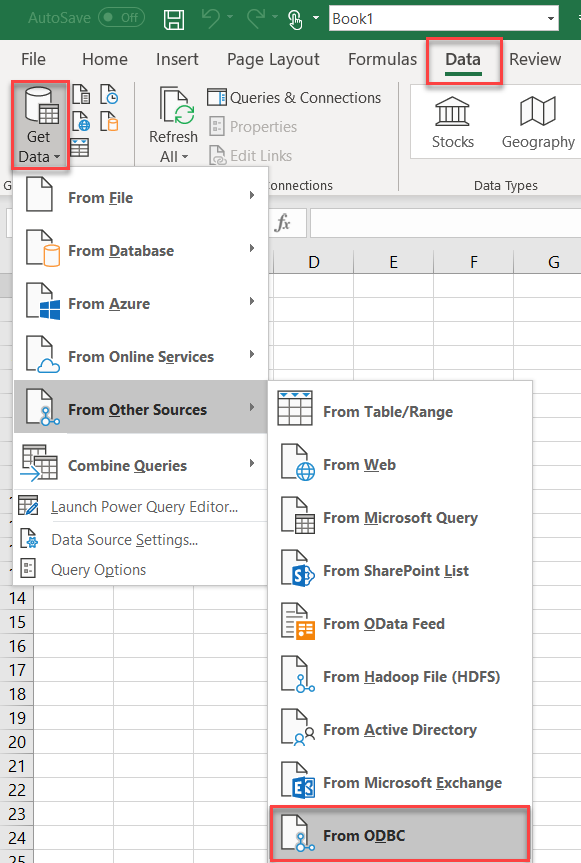 AutoSave Off Book1
File Home Insert Page Layout Formulas Data Review
Get
Data
Refresh
All
Queries & Connections
Properties
Edit Links
Stocks Geography
onnections Data Types
fx
D E F G
From File
From Database
From Azure
From Online Services
From Other Sources
Combine Queries
Launch Power Query Editor...
Data Source Settings...
Query Options
From Table/Range
From Web
From Microsoft Query
From SharePoint List
From OData Feed
From Hadoop File (HDFS)
From Active Directory
From Microsoft Exchange
From ODBC
14
15
16
17
18
19
20
21
22
23
24
25